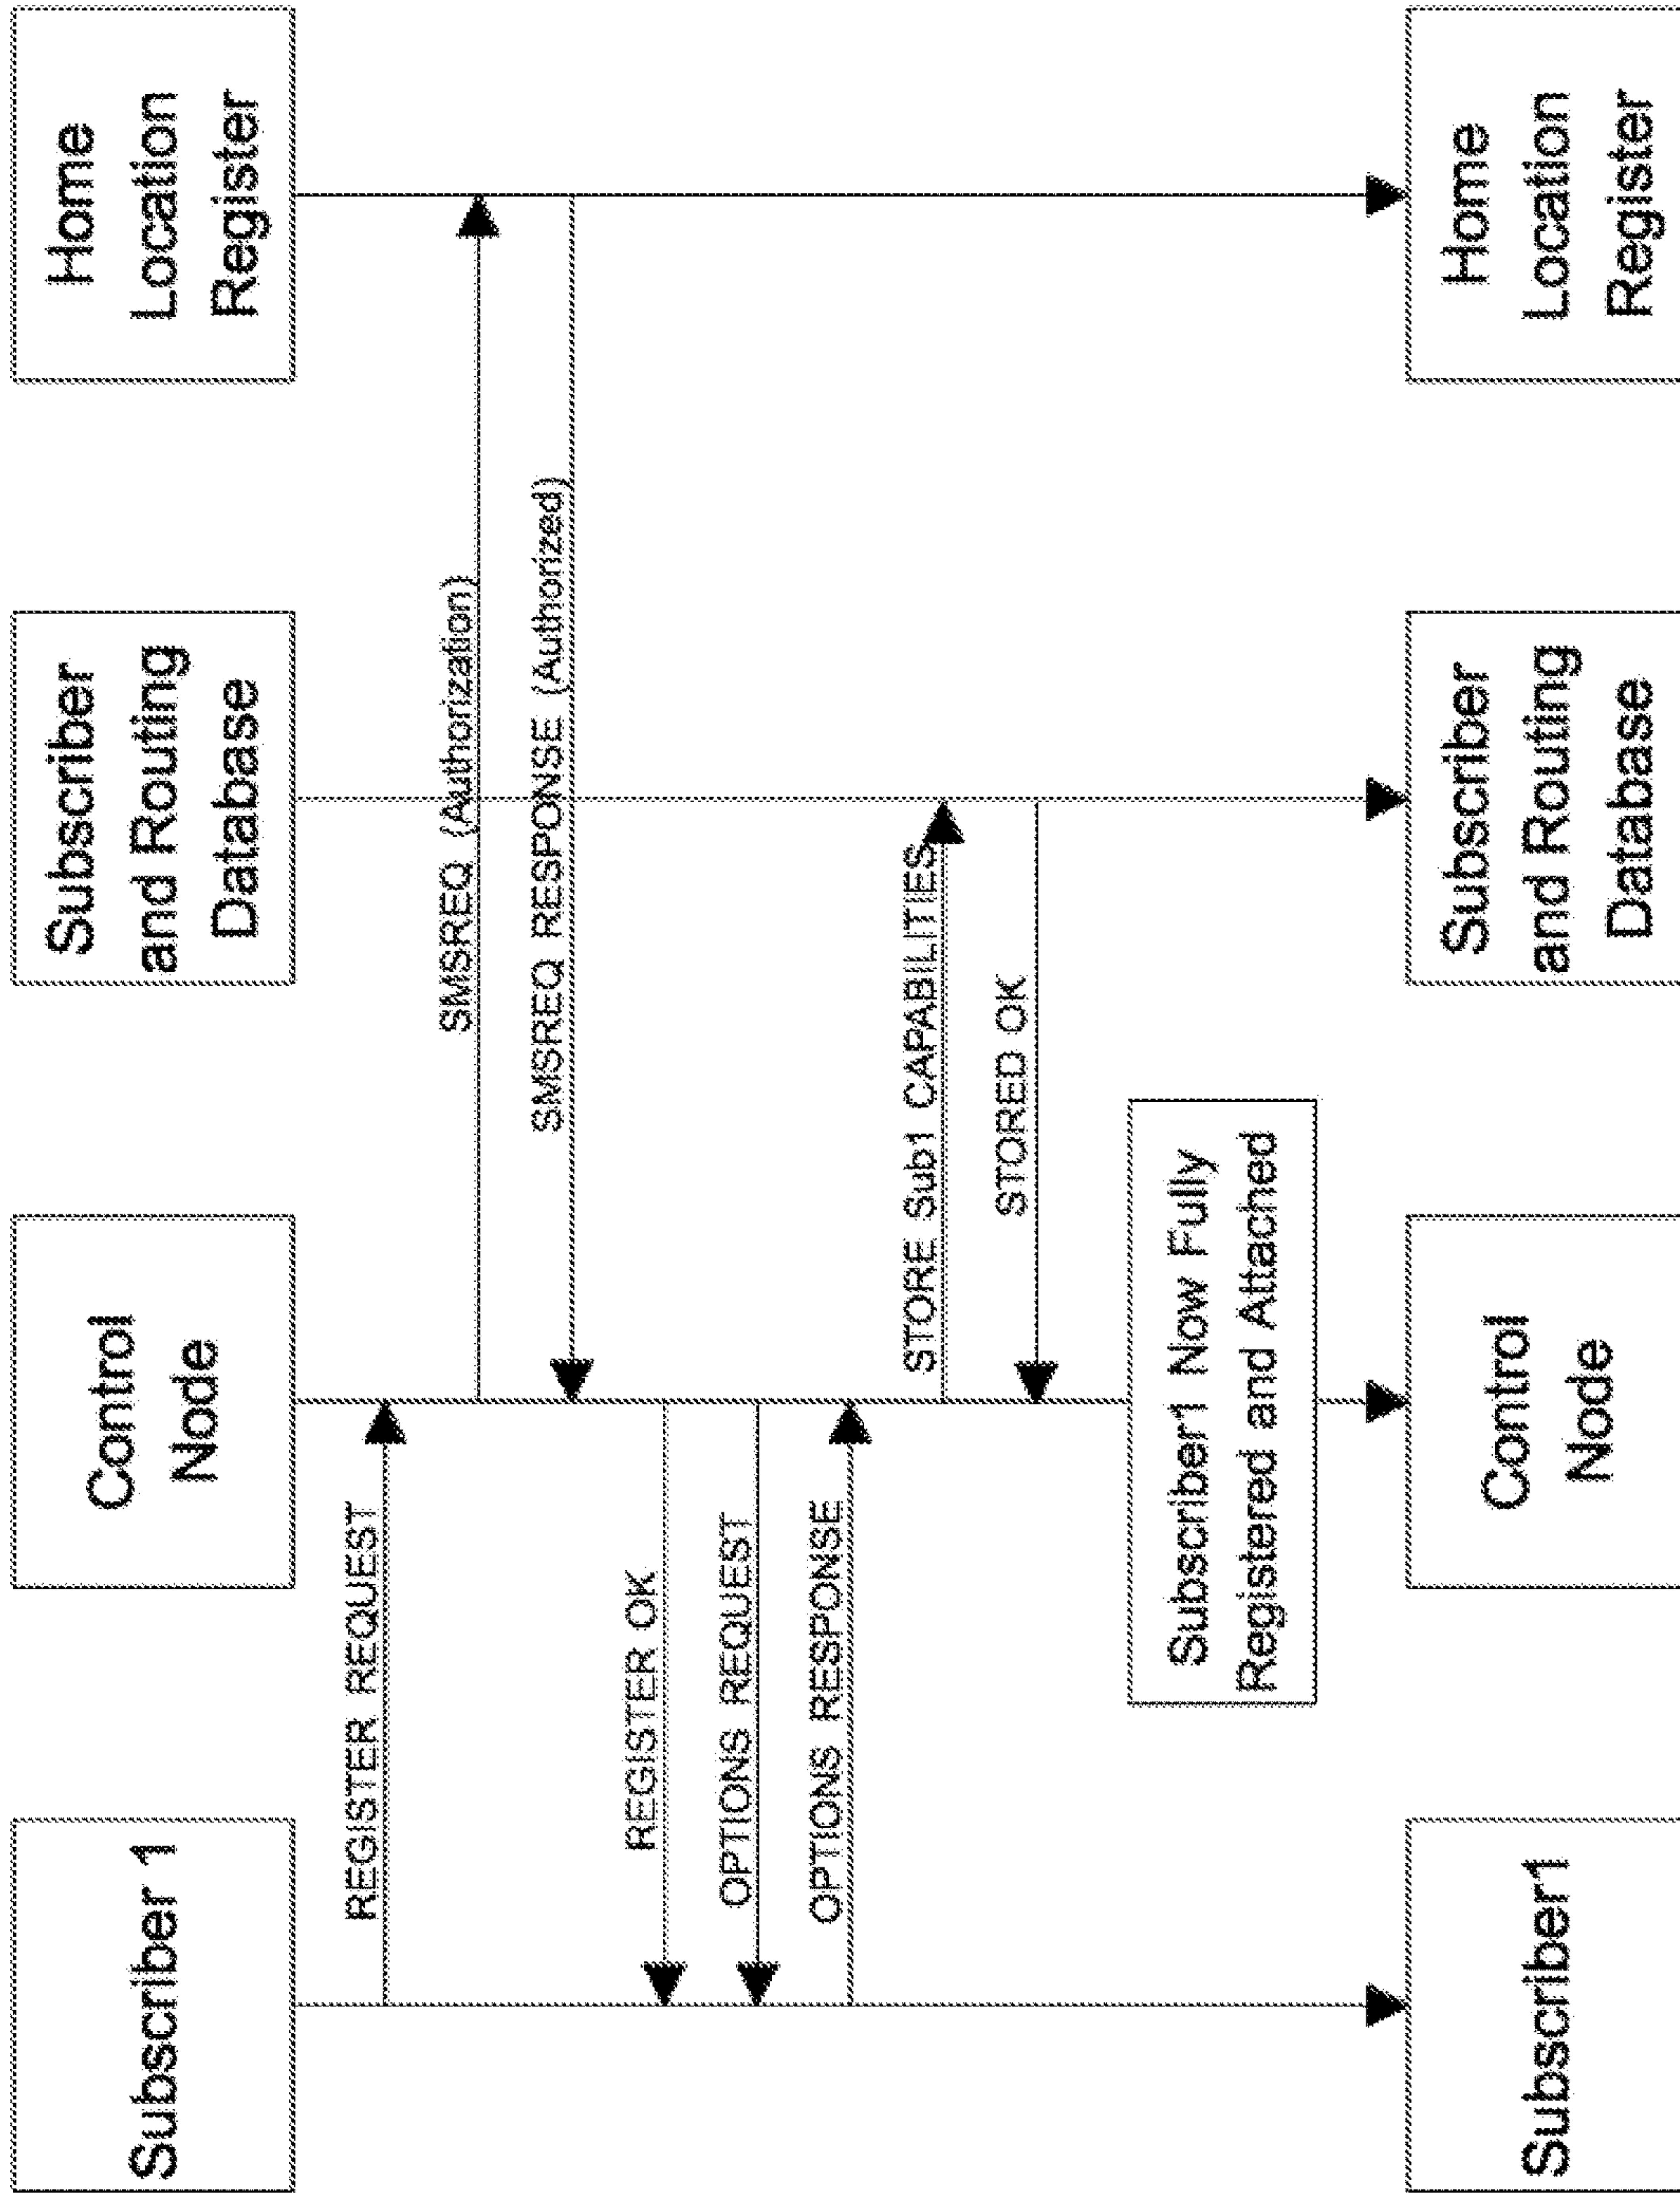 Subscriber 1
Control
Node
Subscriber
and Routing
Database
Home
Location
Register
REGISTER REQUEST
SMSREQ (Authorization)
SMSREQ RESPONSE (Authorized)
REGISTER OK
OPTIONS REQUEST
OPTIONS RESPONSE
STORE Sub1 CAPABILITIES
STORED OK
Subscriber1 Now Fully
Registered and Attached
Subscriber1
Control
Node
Subscriber
and Routing
Database
Home
Location
Register